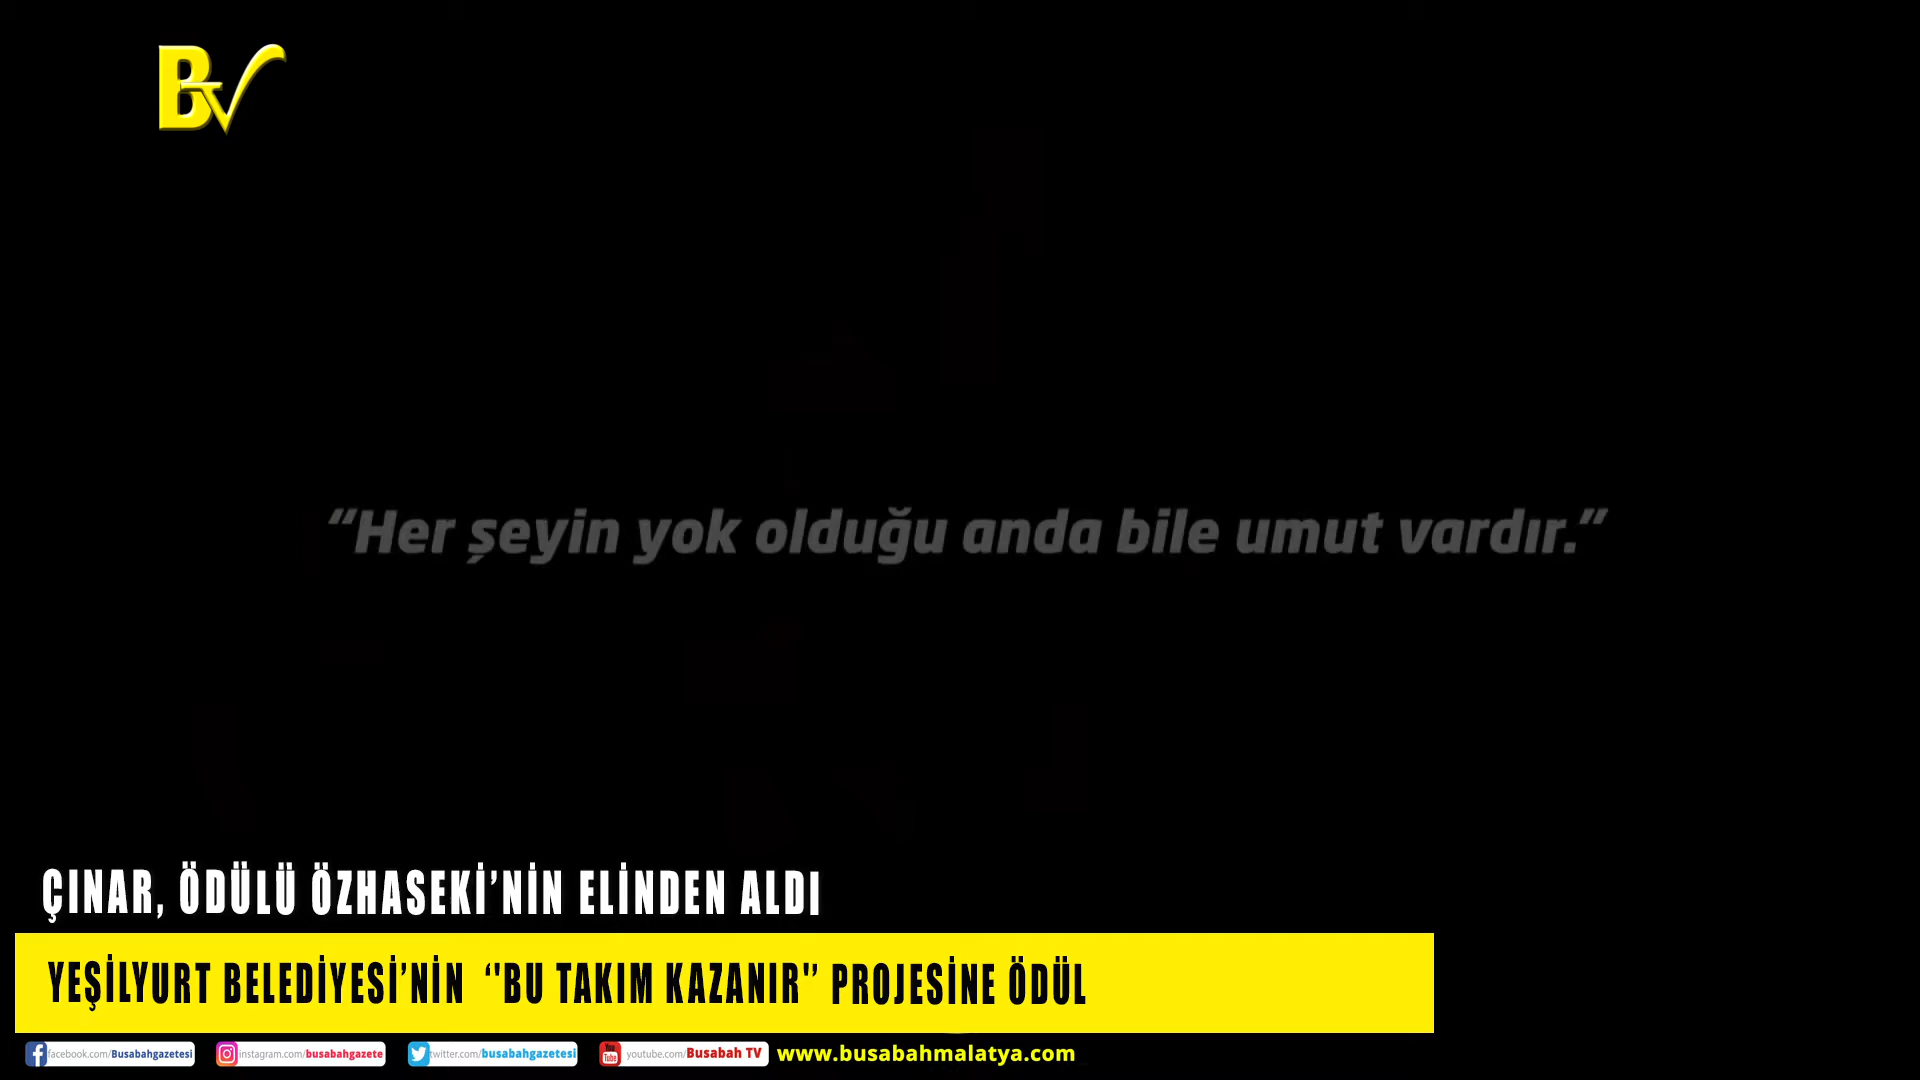 BV
“Her şeyin yok olduğu anda bile umut vardır.”
ÇINAR, ÖDÜLÜ ÖZHASEKİ’NİN ELİNDEN ALDI
YEŞİLYURT BELEDİYESİ’NİN “BU TAKIM KAZANIR” PROJESİNE ÖDÜL
facebook.com/Busabahgazetesi instagram.com/busabahgazete twitter.com/busabahgazetesi You Tube youtube.com/Busabah TV www.busabahmalatya.com